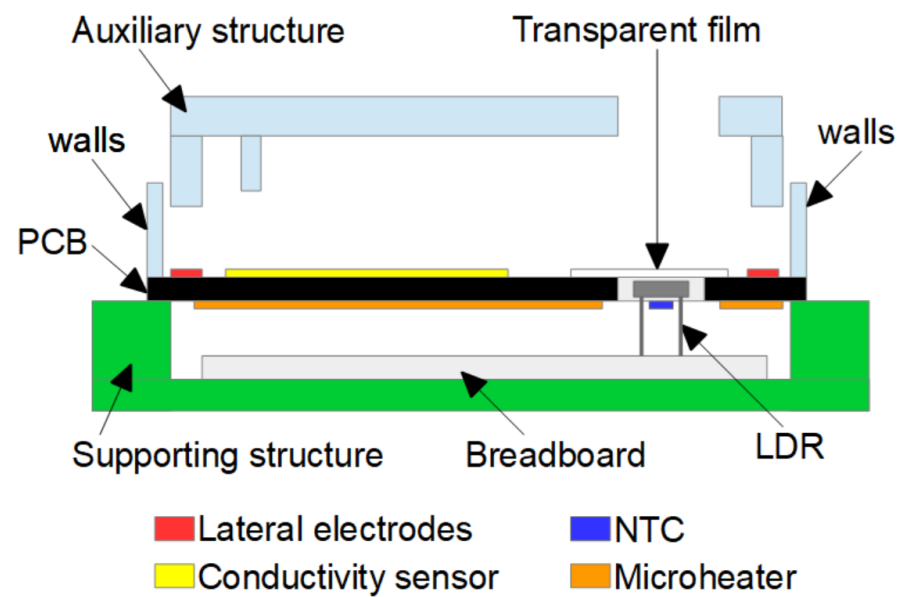 Auxiliary structure
Transparent film
walls
walls
PCB
Supporting structure
Breadboard
LDR
Lateral electrodes
NTC
Conductivity sensor
Microheater